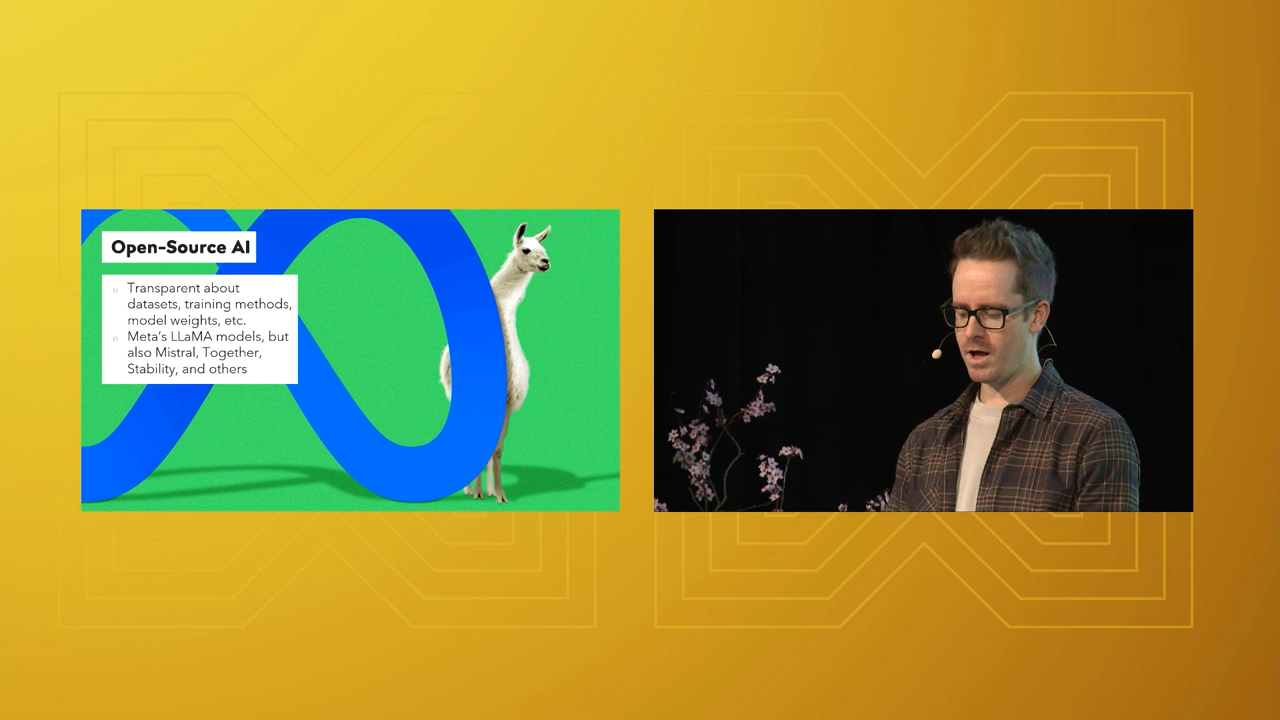 Open-Source AI
Transparent about
datasets, training methods,
model weights, etc.
Meta's LLaMA models, but
also Mistral, Together,
Stability, and others